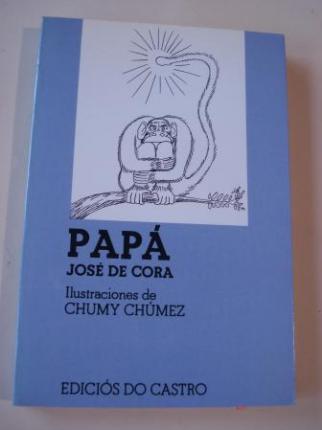 PAPÁ
JOSÉ DE CORA
Ilustraciones de
CHUMY CHÚMEZ
EDICIÓS DO CASTRO